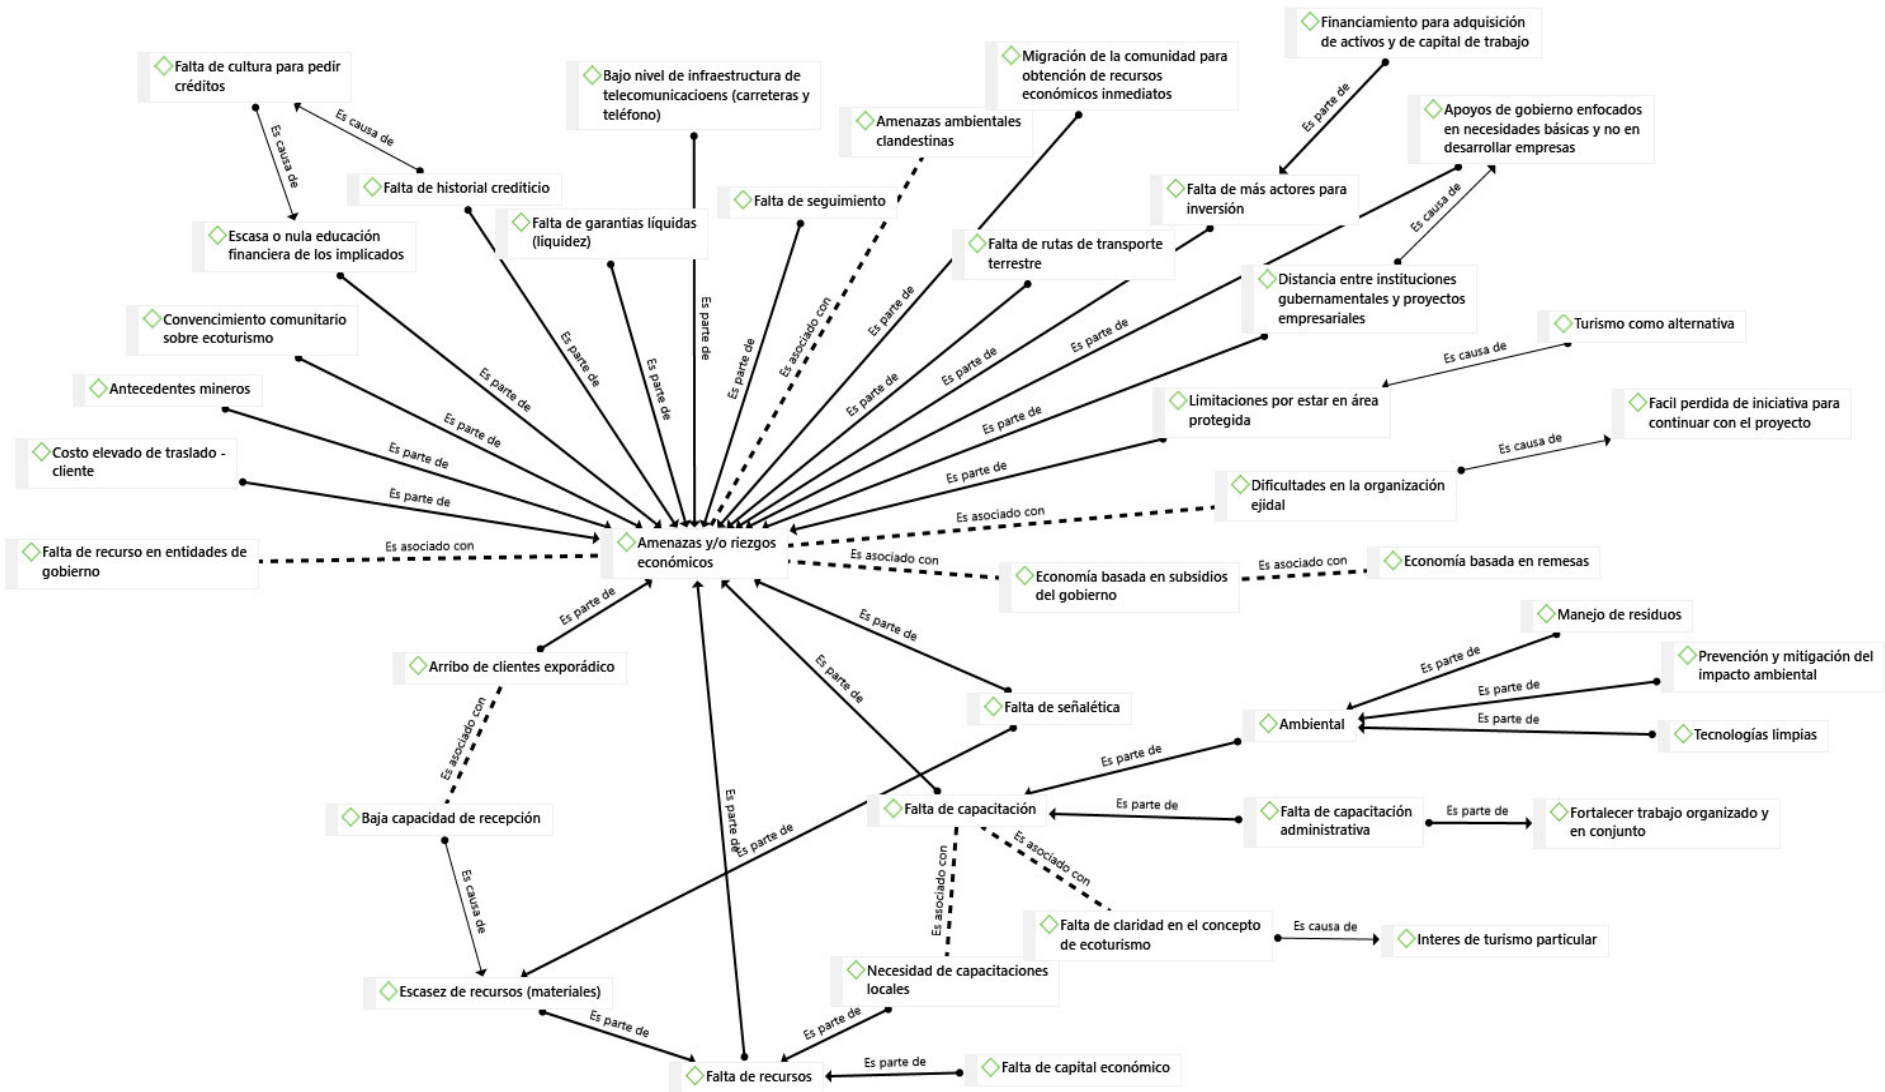 Financiamiento para adquisición
de activos y de capital de trabajo
Falta de cultura para pedir
créditos
Bajo nivel de infraestructura de
telecomunicacioens (carreteras y
teléfono)
Migración de la comunidad para
obtención de recursos
económicos inmediatos
Amenazas ambientales
clandestinas
Apoyos de gobierno enfocados
en necesidades básicas y no en
desarrollar empresas
Es causa de
Es causa de
Es parte de
Falta de historial crediticio
Falta de seguimiento
Falta de más actores para
inversión
Es causa de
Escasa o nula educación
financiera de los implicados
Falta de garantias líquidas
(liquidez)
Falta de rutas de transporte
terrestre
Distancia entre instituciones
gubernamentales y proyectos
empresariales
Convencimiento comunitario
sobre ecoturismo
Turismo como alternativa
Es causa de
Antecedentes mineros
Limitaciones por estar en área
protegida
Facil perdida de iniciativa para
continuar con el proyecto
Es causa de
Costo elevado de traslado -
cliente
Dificultades en la organización
ejidal
Es parte de
Es parte de
Es parte de
Es parte de
Es parte de
Es parte de
Es parte de
Es parte de
Es asociado con
Es parte de
Es parte de
Es parte de
Es parte de
Es parte de
Es parte de
Es asociado con
Falta de recurso en entidades de
gobierno
Es asociado con
Amenazas y/o riezgos
económicos
Es asociado con
Economía basada en subsidios
del gobierno
Es asociado con
Economía basada en remesas
Es parte de
Es parte de
Es parte de
Es parte de
Arribo de clientes exporádico
Falta de señalética
Manejo de residuos
Es parte de
Prevención y mitigación del
impacto ambiental
Es parte de
Ambiental
Es parte de
Tecnologías limpias
Es asociado con
Es parte de
Es parte de
Baja capacidad de recepción
Falta de capacitación
Es parte de
Falta de capacitación
administrativa
Es parte de
Fortalecer trabajo organizado y
en conjunto
Es causa de
Es asociado con
Es asociado con
Falta de claridad en el concepto
de ecoturismo
Es causa de
Interes de turismo particular
Escasez de recursos (materiales)
Necesidad de capacitaciones
locales
Es parte de
Es parte de
Falta de recursos
Es parte de
Falta de capital económico